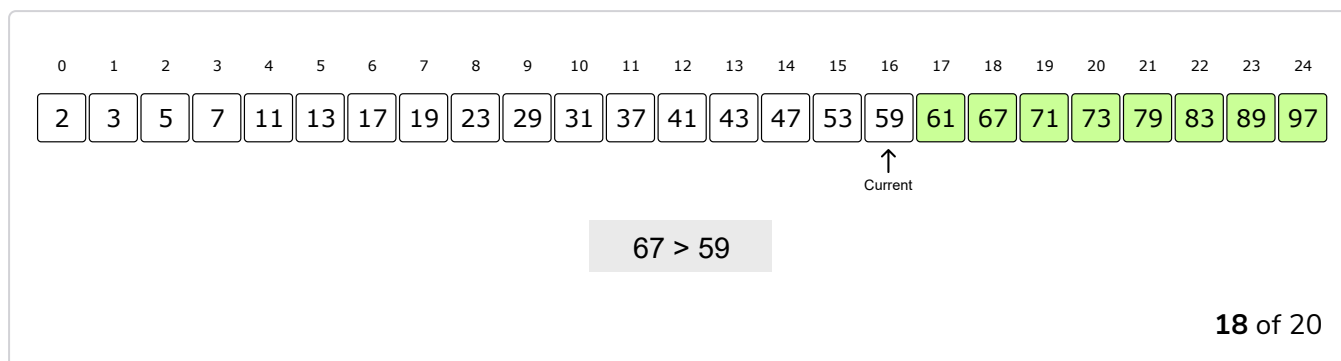 0 1 2 3 4 5 6 7 8 9 10 11 12 13 14 15 16 17 18 19 20 21 22 23 24
2 3 5 7 11 13 17 19 23 29 31 37 41 43 47 53 59 61 67 71 73 79 83 89 97
Current
67 > 59
18 of 20